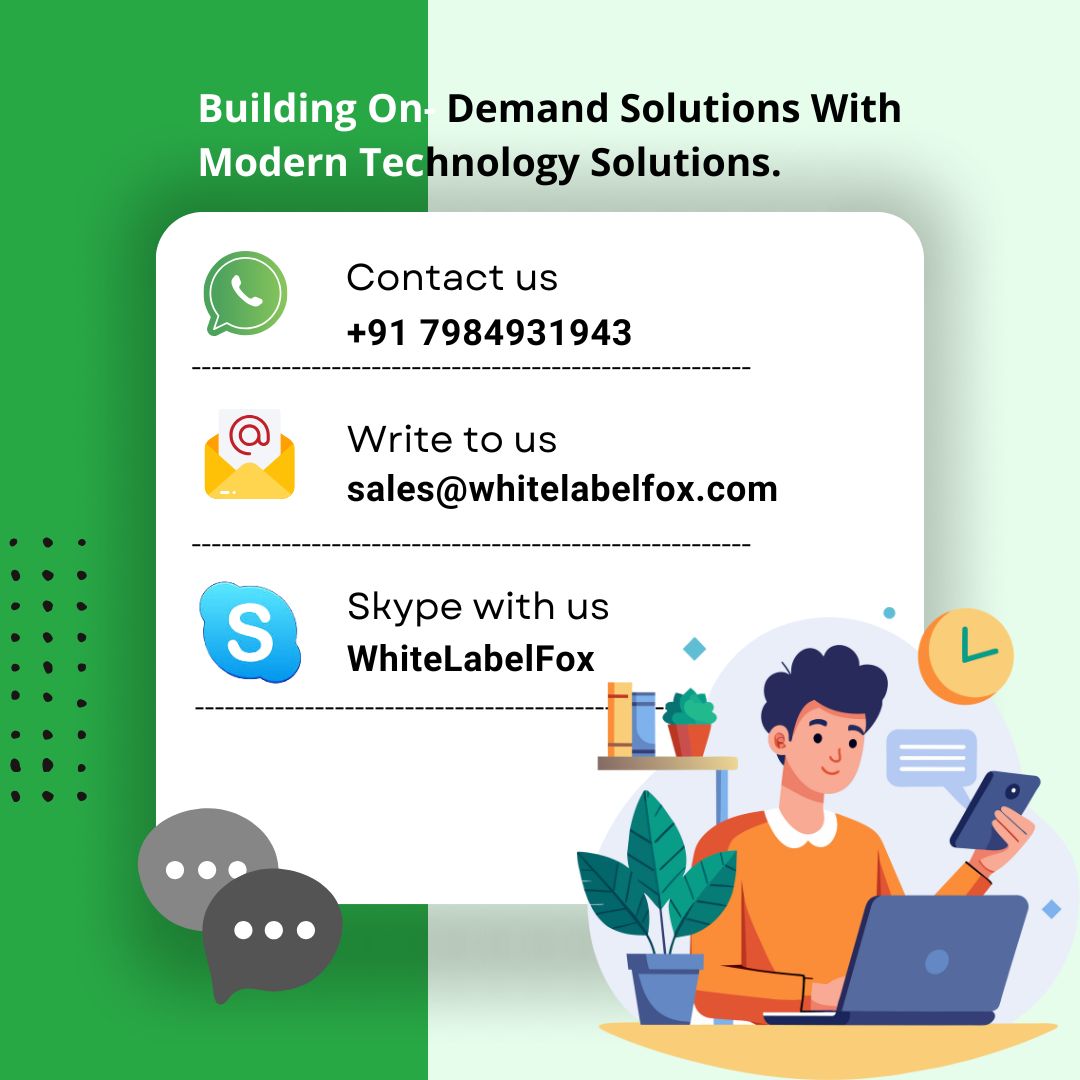 Building On- Demand Solutions With
Modern Technology Solutions.
Contact us
+91 7984931943
Write to us
sales@whitelabelfox.com
Skype with us
WhiteLabelFox